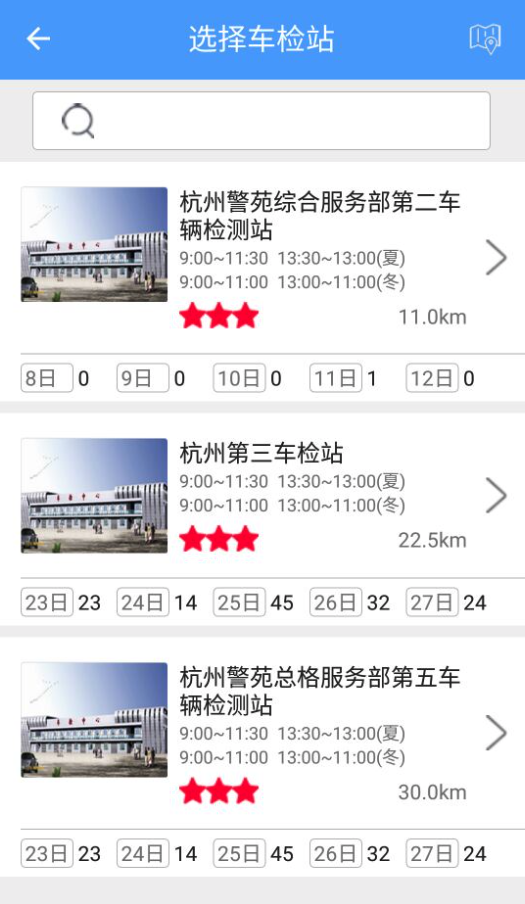 选择车检站
杭州警苑综合服务部第二车
辆检测站
9:00~11:30 13:30~13:00(夏)
9:00~11:00 13:00~11:00(冬)
11.0km
8日 0 9日 0 10日 0 11日 1 12日 0
杭州第三车检站
9:00~11:30 13:30~13:00(夏)
9:00~11:00 13:00~11:00(冬)
22.5km
23日 23 24日 14 25日 45 26日 32 27日 24
杭州警苑总格服务部第五车
辆检测站
9:00~11:30 13:30~13:00(夏)
9:00~11:00 13:00~11:00(冬)
30.0km
23日 23 24日 14 25日 45 26日 32 27日 24